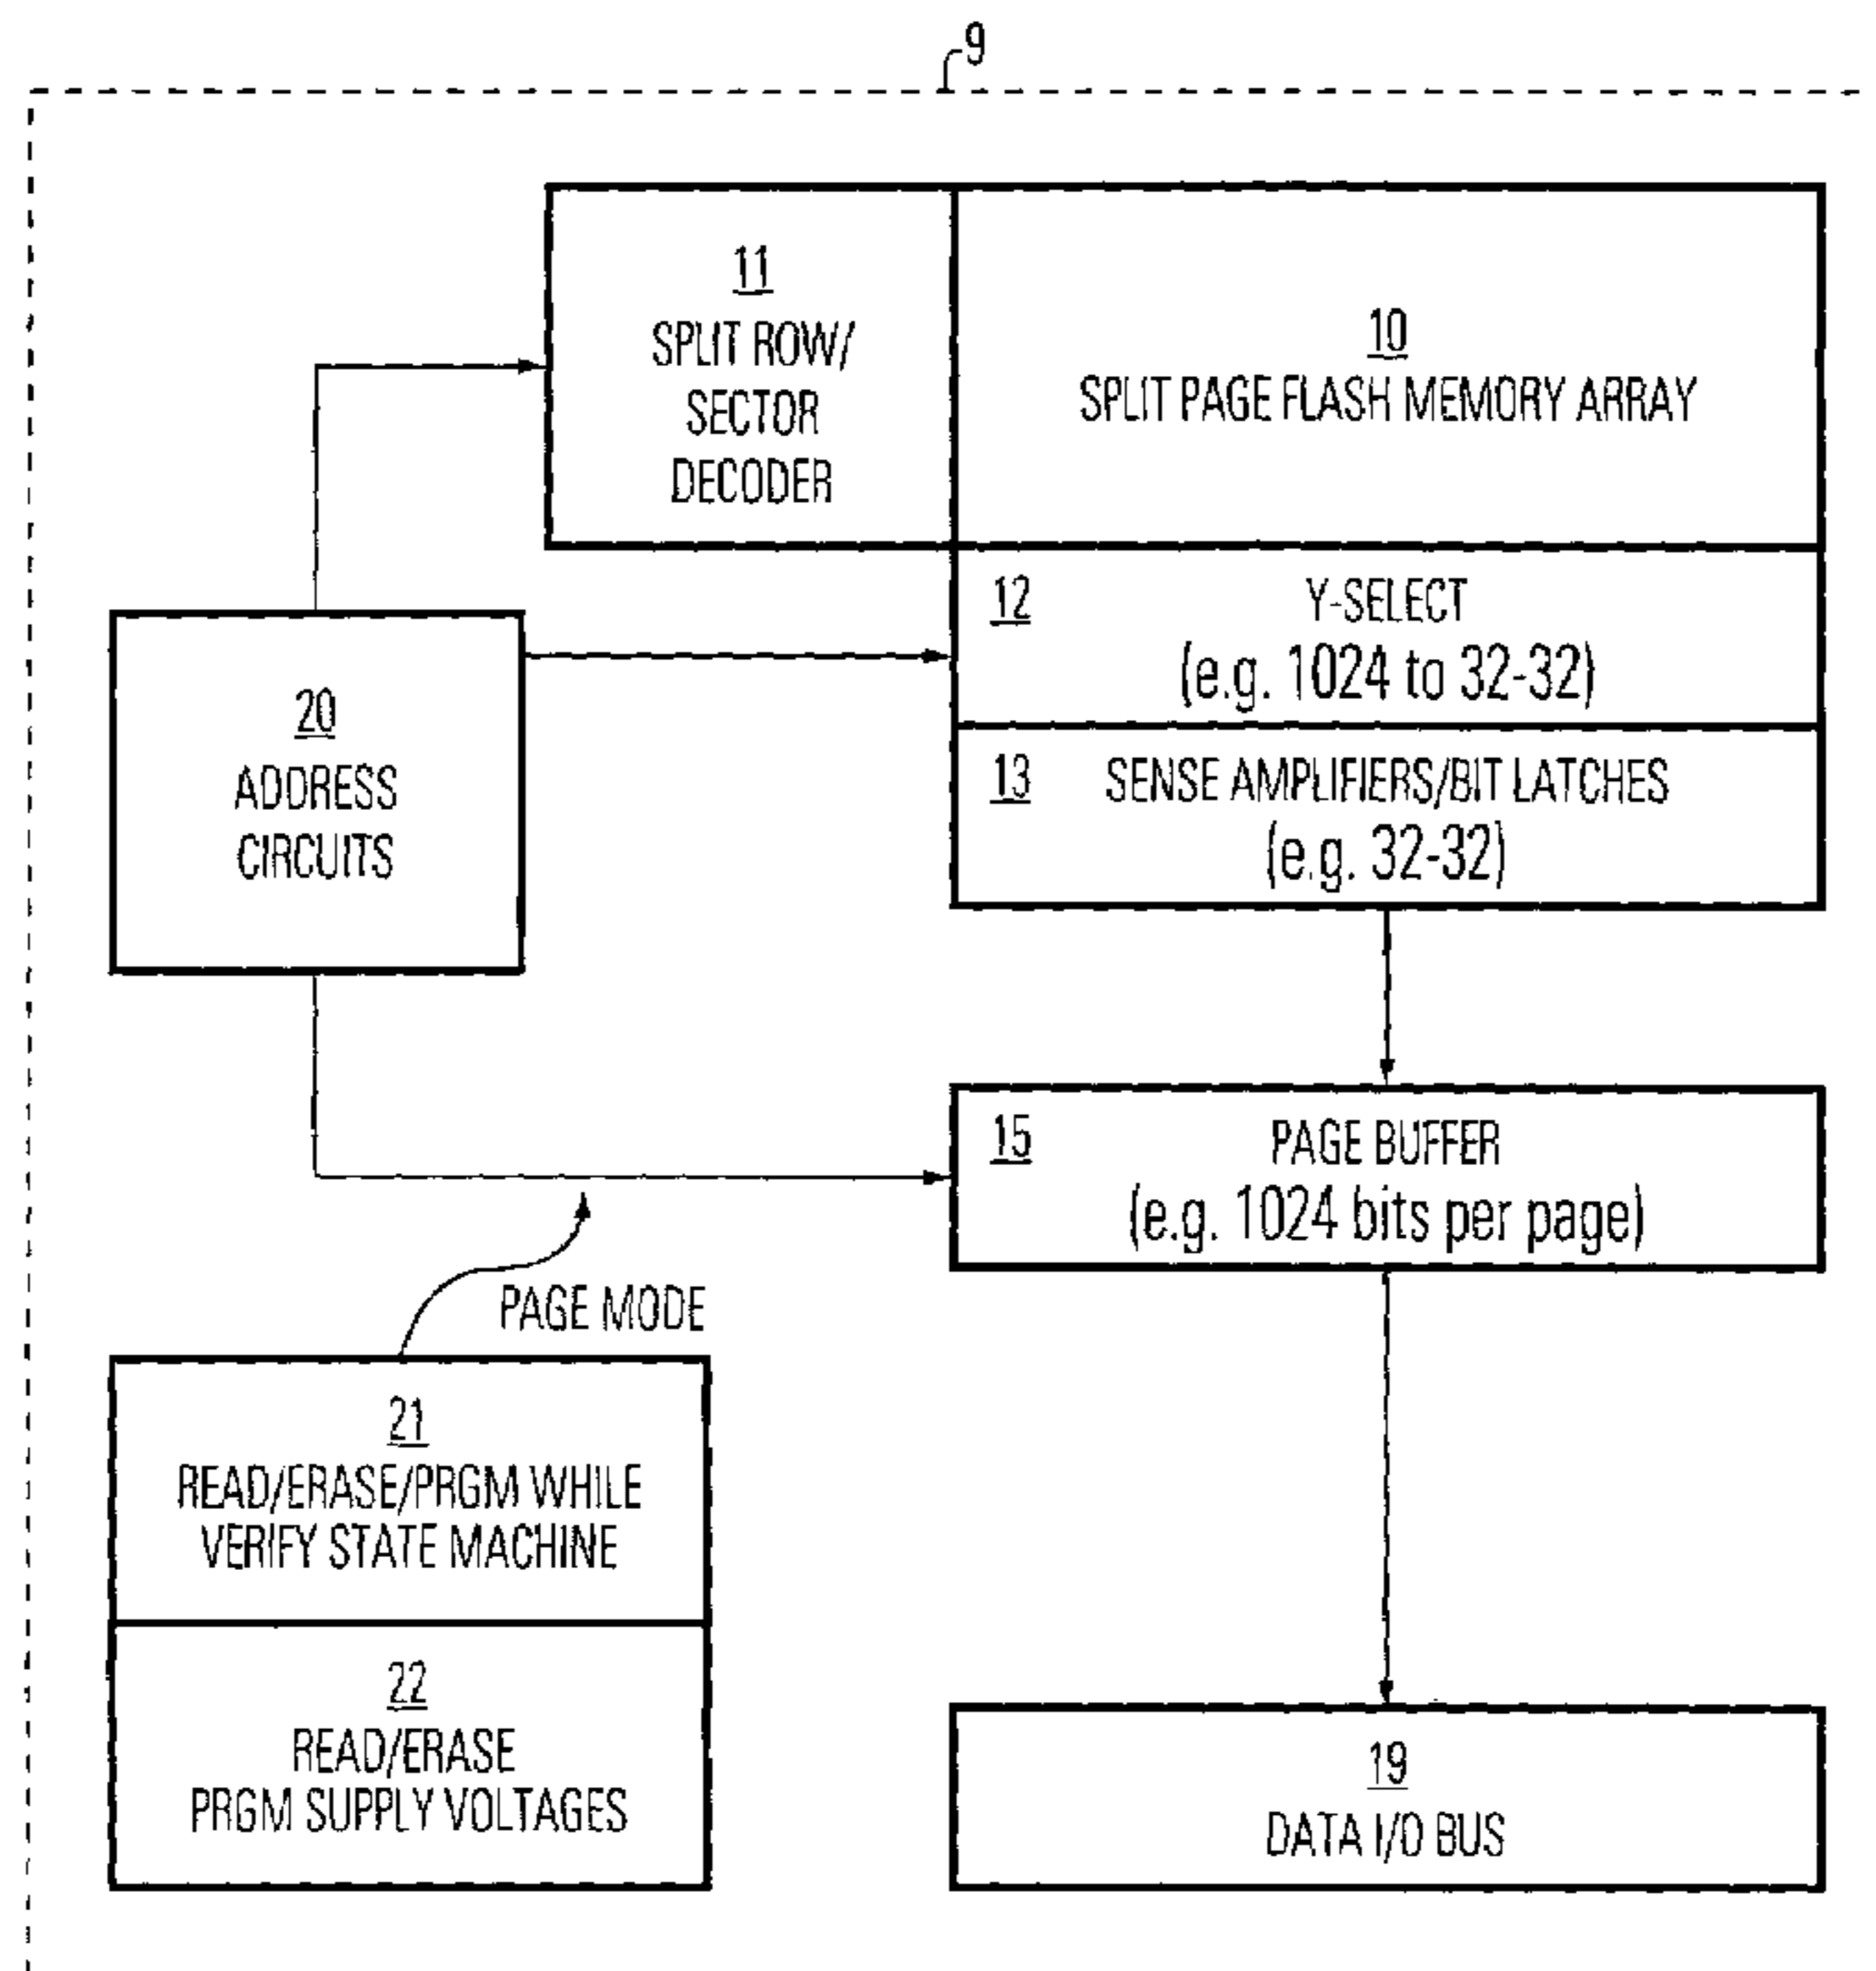 9
11
SPLIT ROW/
SECTOR
DECODER
10
SPLIT PAGE FLASH MEMORY ARRAY
12
Y-SELECT
(e.g. 1024 to 32-32)
20
ADDRESS
CIRCUITS
13
SENSE AMPLIFIERS/BIT LATCHES
(e.g. 32-32)
15
PAGE BUFFER
(e.g. 1024 bits per page)
PAGE MODE
21
READ/ERASE/PRGM WHILE
VERIFY STATE MACHINE
22
READ/ERASE
PRGM SUPPLY VOLTAGES
19
DATA I/O BUS